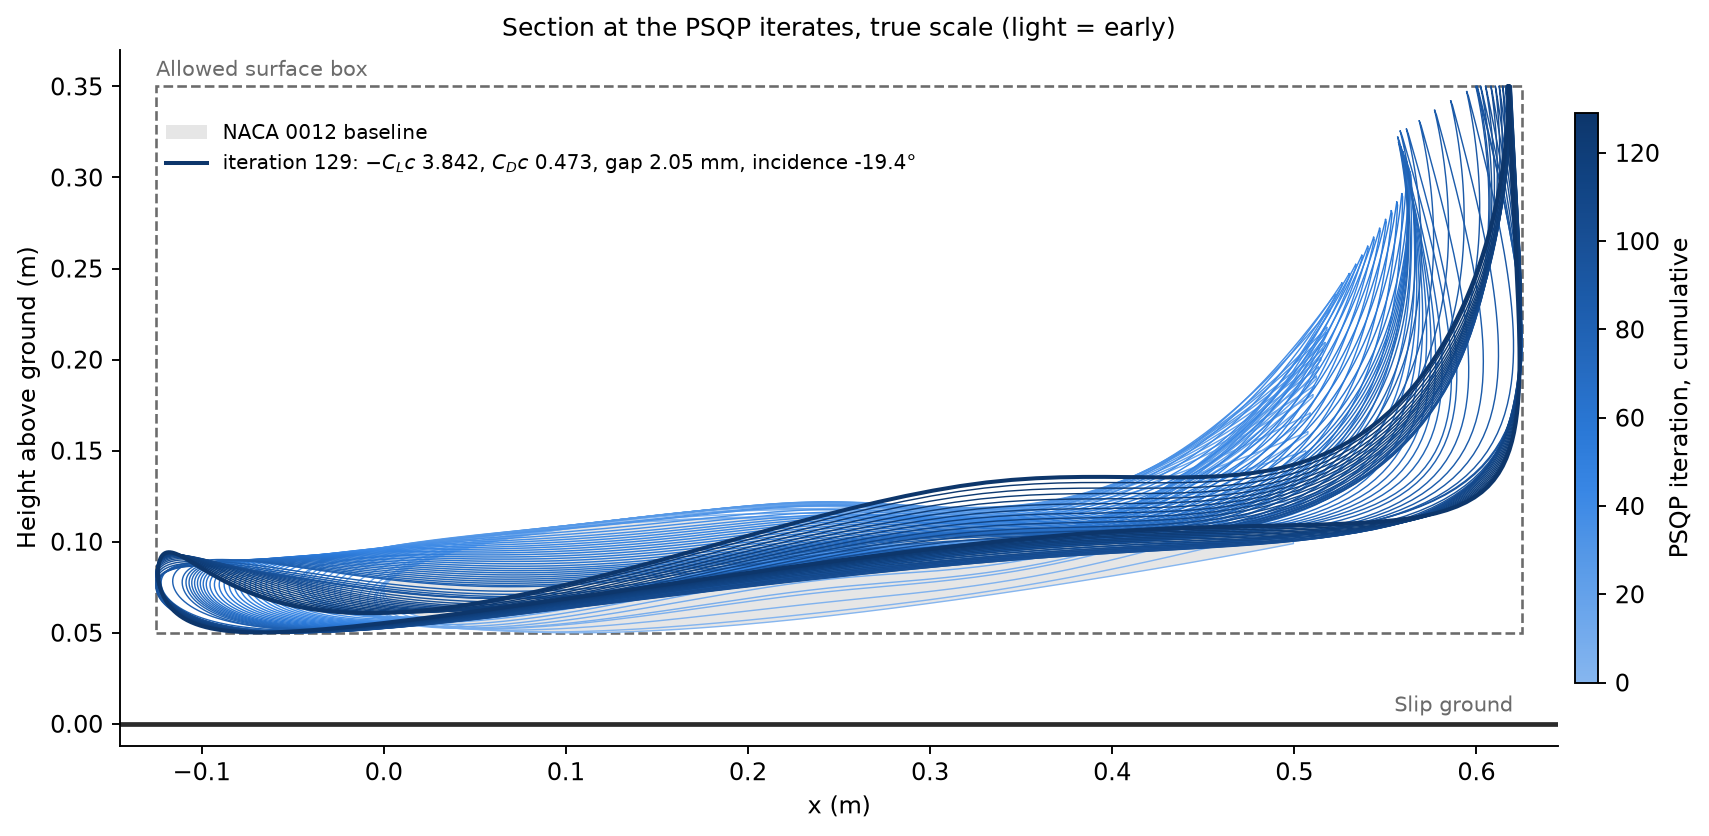 Section at the PSQP iterates, true scale (light = early)
Allowed surface box
NACA 0012 baseline
iteration 129: −C_L c 3.842, C_D c 0.473, gap 2.05 mm, incidence -19.4°
Height above ground (m)
0.35
0.30
0.25
0.20
0.15
0.10
0.05
0.00
Slip ground
−0.1
0.0
0.1
0.2
0.3
0.4
0.5
0.6
x (m)
120
100
80
60
40
20
0
PSQP iteration, cumulative